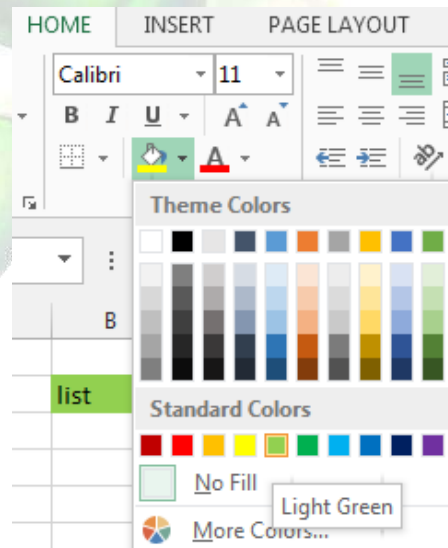 HOME INSERT PAGE LAYOUT
Calibri 11
B I U A A
A
Theme Colors
B
list
Standard Colors
No Fill
Light Green
More Colors...